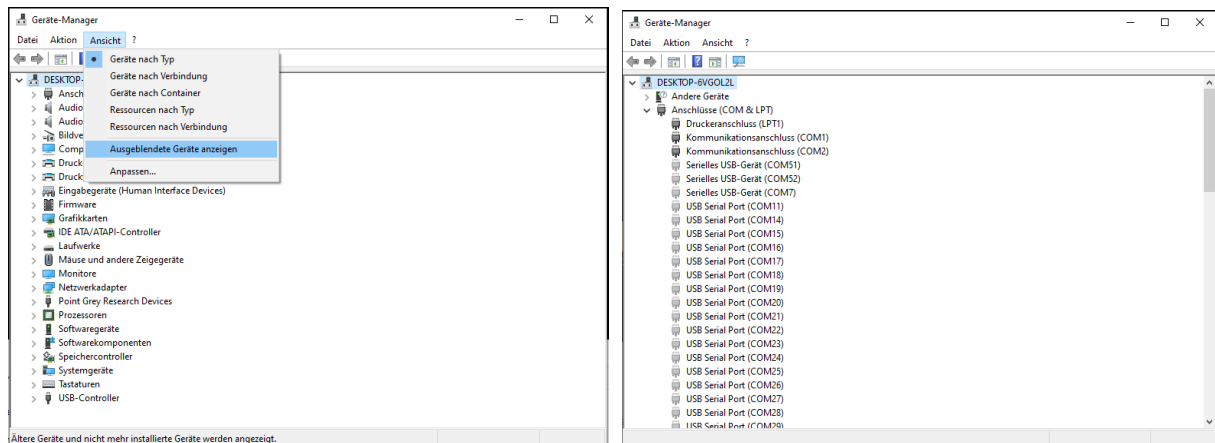 Geräte-Manager
Datei Aktion Ansicht ?
Geräte nach Typ
Geräte nach Verbindung
Geräte nach Container
Ressourcen nach Typ
Ressourcen nach Verbindung
Ausgeblendete Geräte anzeigen
Anpassen...
DESKTOP-
Ansch
Audio
Audio
Bildve
Comp
Druck
Druck
Eingabegeräte (Human Interface Devices)
Firmware
Grafikkarten
IDE ATA/ATAPI-Controller
Laufwerke
Mäuse und andere Zeigegeräte
Monitore
Netzwerkadapter
Point Grey Research Devices
Prozessoren
Softwaregeräte
Softwarekomponenten
Speichercontroller
Systemgeräte
Tastaturen
USB-Controller
Ältere Geräte und nicht mehr installierte Geräte werden angezeigt.
Geräte-Manager
Datei Aktion Ansicht ?
DESKTOP-6VGOL2L
Andere Geräte
Anschlüsse (COM & LPT)
Druckeranschluss (LPT1)
Kommunikationsanschluss (COM1)
Kommunikationsanschluss (COM2)
Serielles USB-Gerät (COM51)
Serielles USB-Gerät (COM52)
Serielles USB-Gerät (COM7)
USB Serial Port (COM11)
USB Serial Port (COM14)
USB Serial Port (COM15)
USB Serial Port (COM16)
USB Serial Port (COM17)
USB Serial Port (COM18)
USB Serial Port (COM19)
USB Serial Port (COM20)
USB Serial Port (COM21)
USB Serial Port (COM22)
USB Serial Port (COM23)
USB Serial Port (COM24)
USB Serial Port (COM25)
USB Serial Port (COM26)
USB Serial Port (COM27)
USB Serial Port (COM28)
USB Serial Port (COM29)